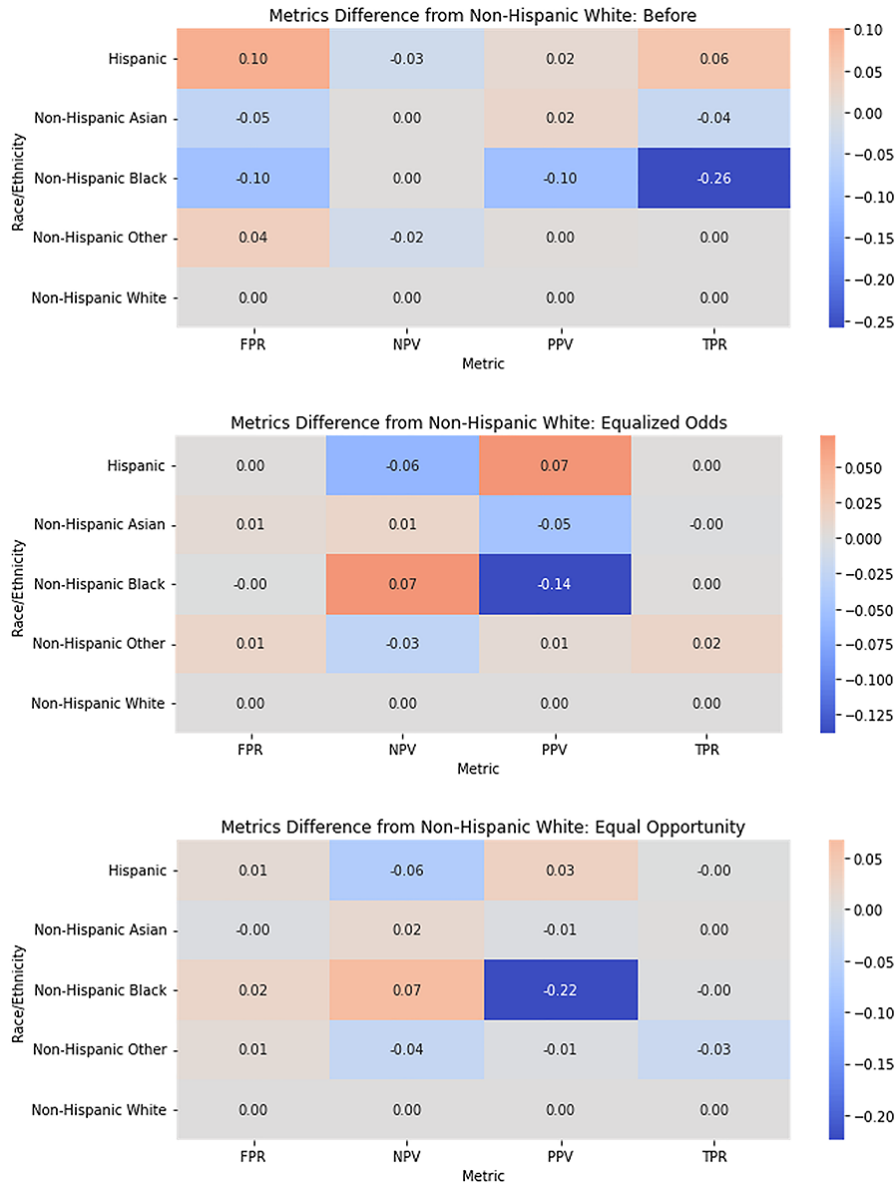 Metrics Difference from Non-Hispanic White: Before
Hispanic 0.10 -0.03 0.02 0.06
Non-Hispanic Asian -0.05 0.00 0.02 -0.04
Non-Hispanic Black -0.10 0.00 -0.10 -0.26
Non-Hispanic Other 0.04 -0.02 0.00 0.00
Non-Hispanic White 0.00 0.00 0.00 0.00
Race/Ethnicity
FPR NPV PPV TPR
Metric
0.10
0.05
0.00
−0.05
−0.10
−0.15
−0.20
−0.25
Metrics Difference from Non-Hispanic White: Equalized Odds
Hispanic 0.00 -0.06 0.07 0.00
Non-Hispanic Asian 0.01 0.01 -0.05 -0.00
Non-Hispanic Black -0.00 0.07 -0.14 0.00
Non-Hispanic Other 0.01 -0.03 0.01 0.02
Non-Hispanic White 0.00 0.00 0.00 0.00
Race/Ethnicity
FPR NPV PPV TPR
Metric
0.050
0.025
0.000
−0.025
−0.050
−0.075
−0.100
−0.125
Metrics Difference from Non-Hispanic White: Equal Opportunity
Hispanic 0.01 -0.06 0.03 -0.00
Non-Hispanic Asian -0.00 0.02 -0.01 0.00
Non-Hispanic Black 0.02 0.07 -0.22 -0.00
Non-Hispanic Other 0.01 -0.04 -0.01 -0.03
Non-Hispanic White 0.00 0.00 0.00 0.00
Race/Ethnicity
FPR NPV PPV TPR
Metric
0.05
0.00
−0.05
−0.10
−0.15
−0.20